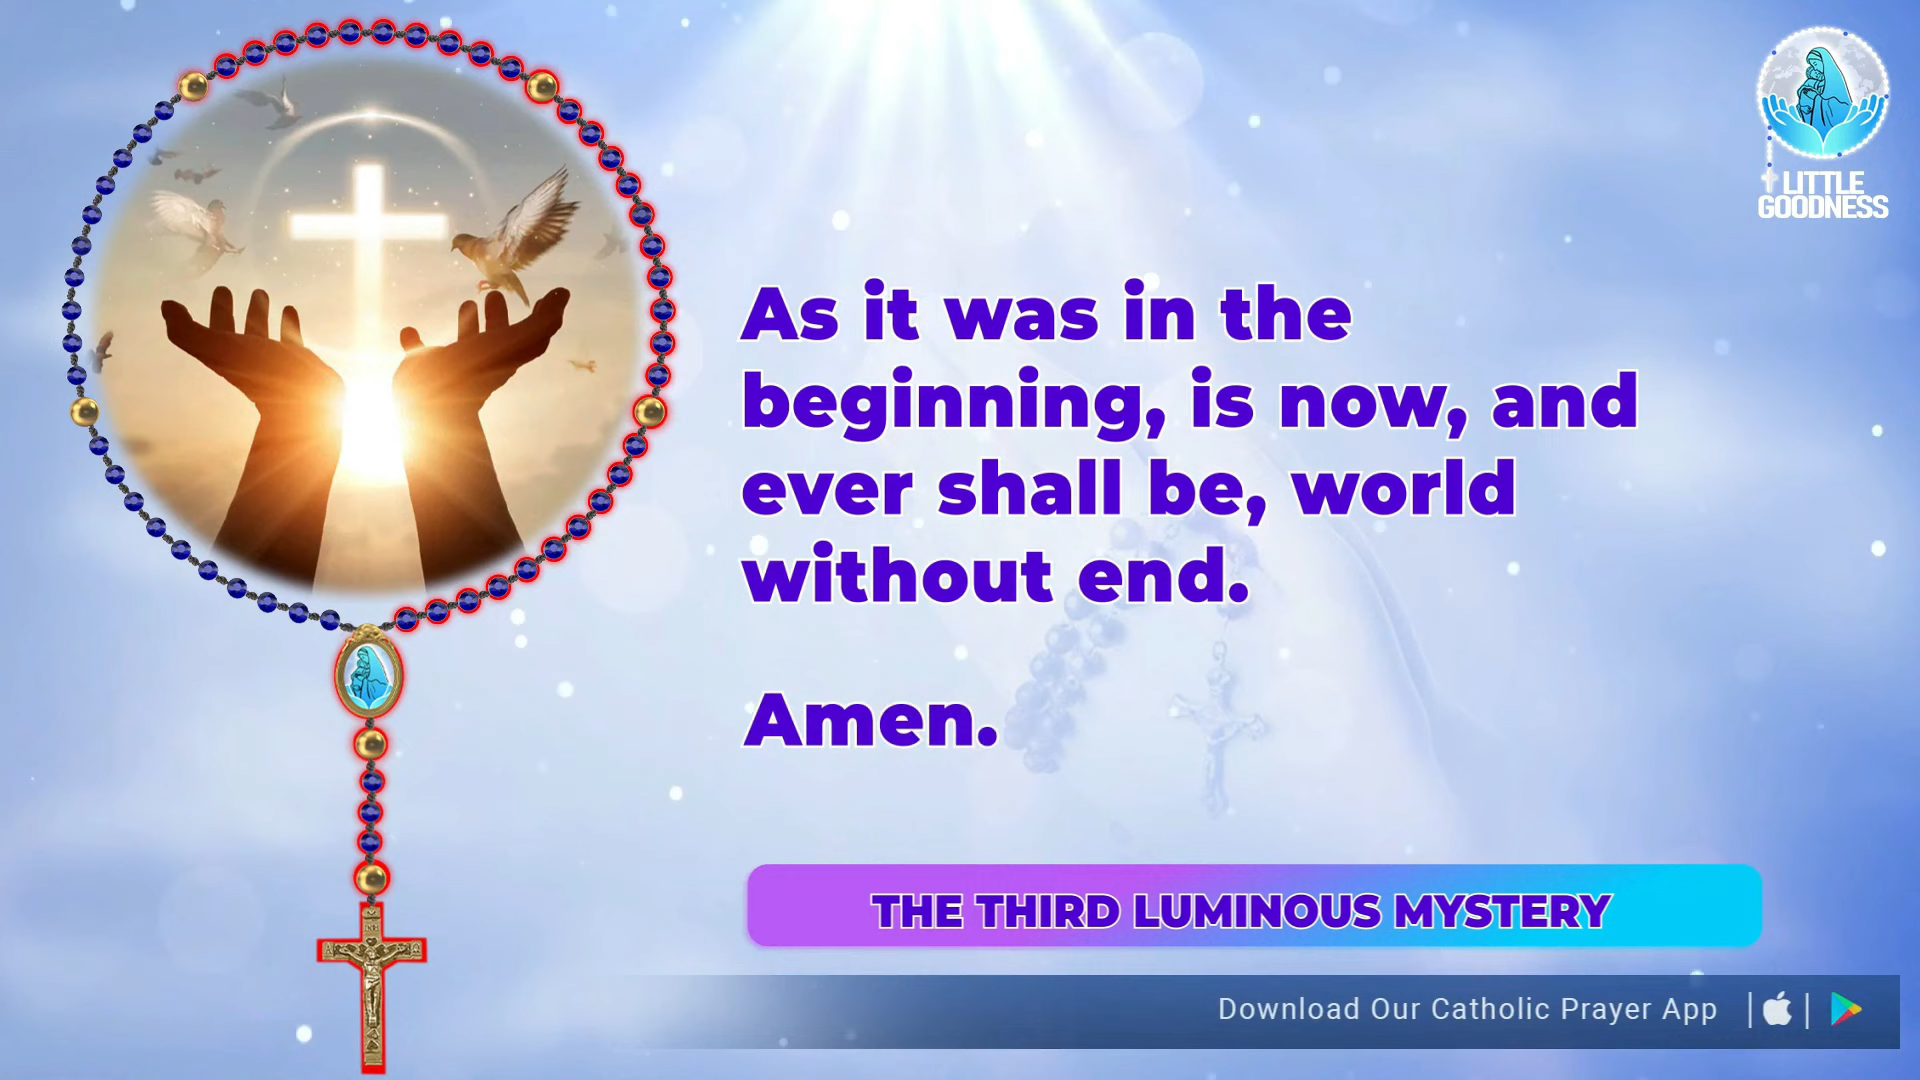 LITTLE
GOODNESS
As it was in the
beginning, is now, and
ever shall be, world
without end.
Amen.
THE THIRD LUMINOUS MYSTERY
Download Our Catholic Prayer App
INRI